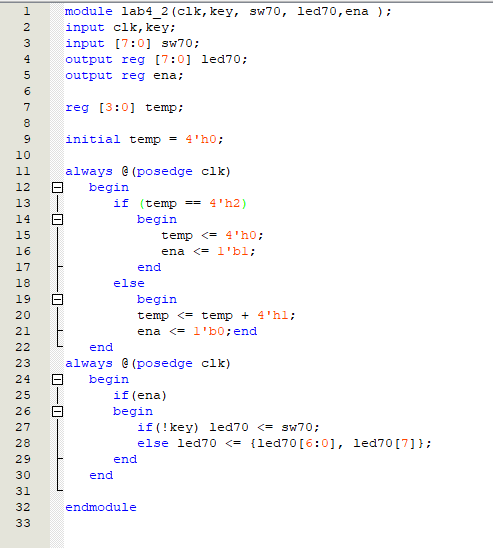 1 module lab4_2(clk,key, sw70, led70,ena );
2 input clk,key;
3 input [7:0] sw70;
4 output reg [7:0] led70;
5 output reg ena;
6
7 reg [3:0] temp;
8
9 initial temp = 4'h0;
10
11 always @(posedge clk)
12 begin
13 if (temp == 4'h2)
14 begin
15 temp <= 4'h0;
16 ena <= 1'b1;
17 end
18 else
19 begin
20 temp <= temp + 4'h1;
21 ena <= 1'b0;end
22 end
23 always @(posedge clk)
24 begin
25 if(ena)
26 begin
27 if(!key) led70 <= sw70;
28 else led70 <= {led70[6:0], led70[7]};
29 end
30 end
31
32 endmodule
33